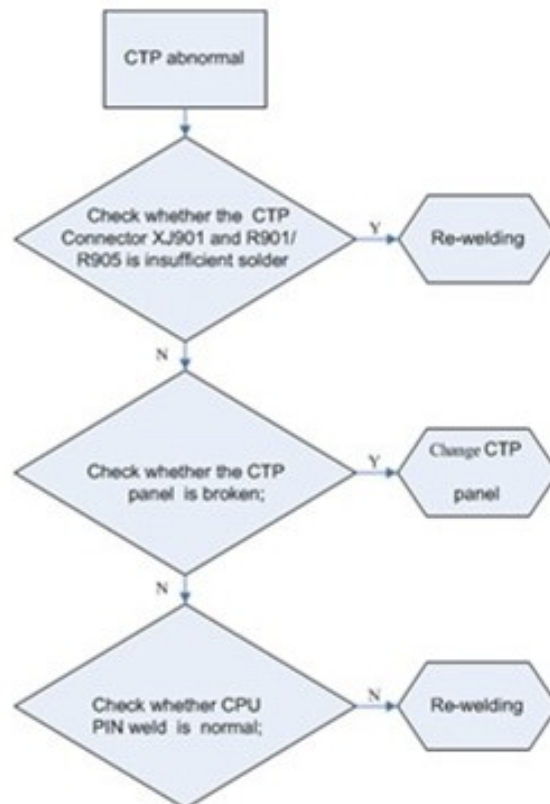 CTP abnormal
Check whether the CTP
Connector XJ901 and R901/
R905 is insufficient solder
Y
Re-welding
N
Check whether the CTP
panel is broken;
Y
Change CTP
panel
N
Check whether CPU
PIN weld is normal;
N
Re-welding